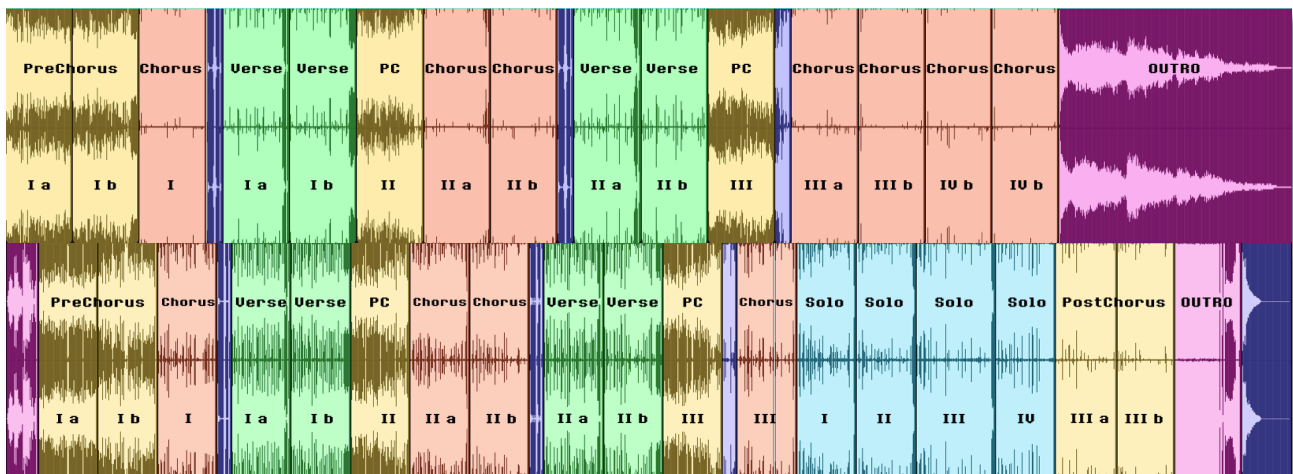 PreChorus Chorus Verse Verse PC Chorus Chorus Verse Verse PC Chorus Chorus Chorus Chorus OUTRO
I a I b I I a I b II II a II b II a II b III III a III b IV b IV b
PreChorus Chorus Verse Verse PC Chorus Chorus Verse Verse PC Chorus Solo Solo Solo Solo PostChorus OUTRO
I a I b I I a I b II II a II b II a II b III III I II III IV III a III b